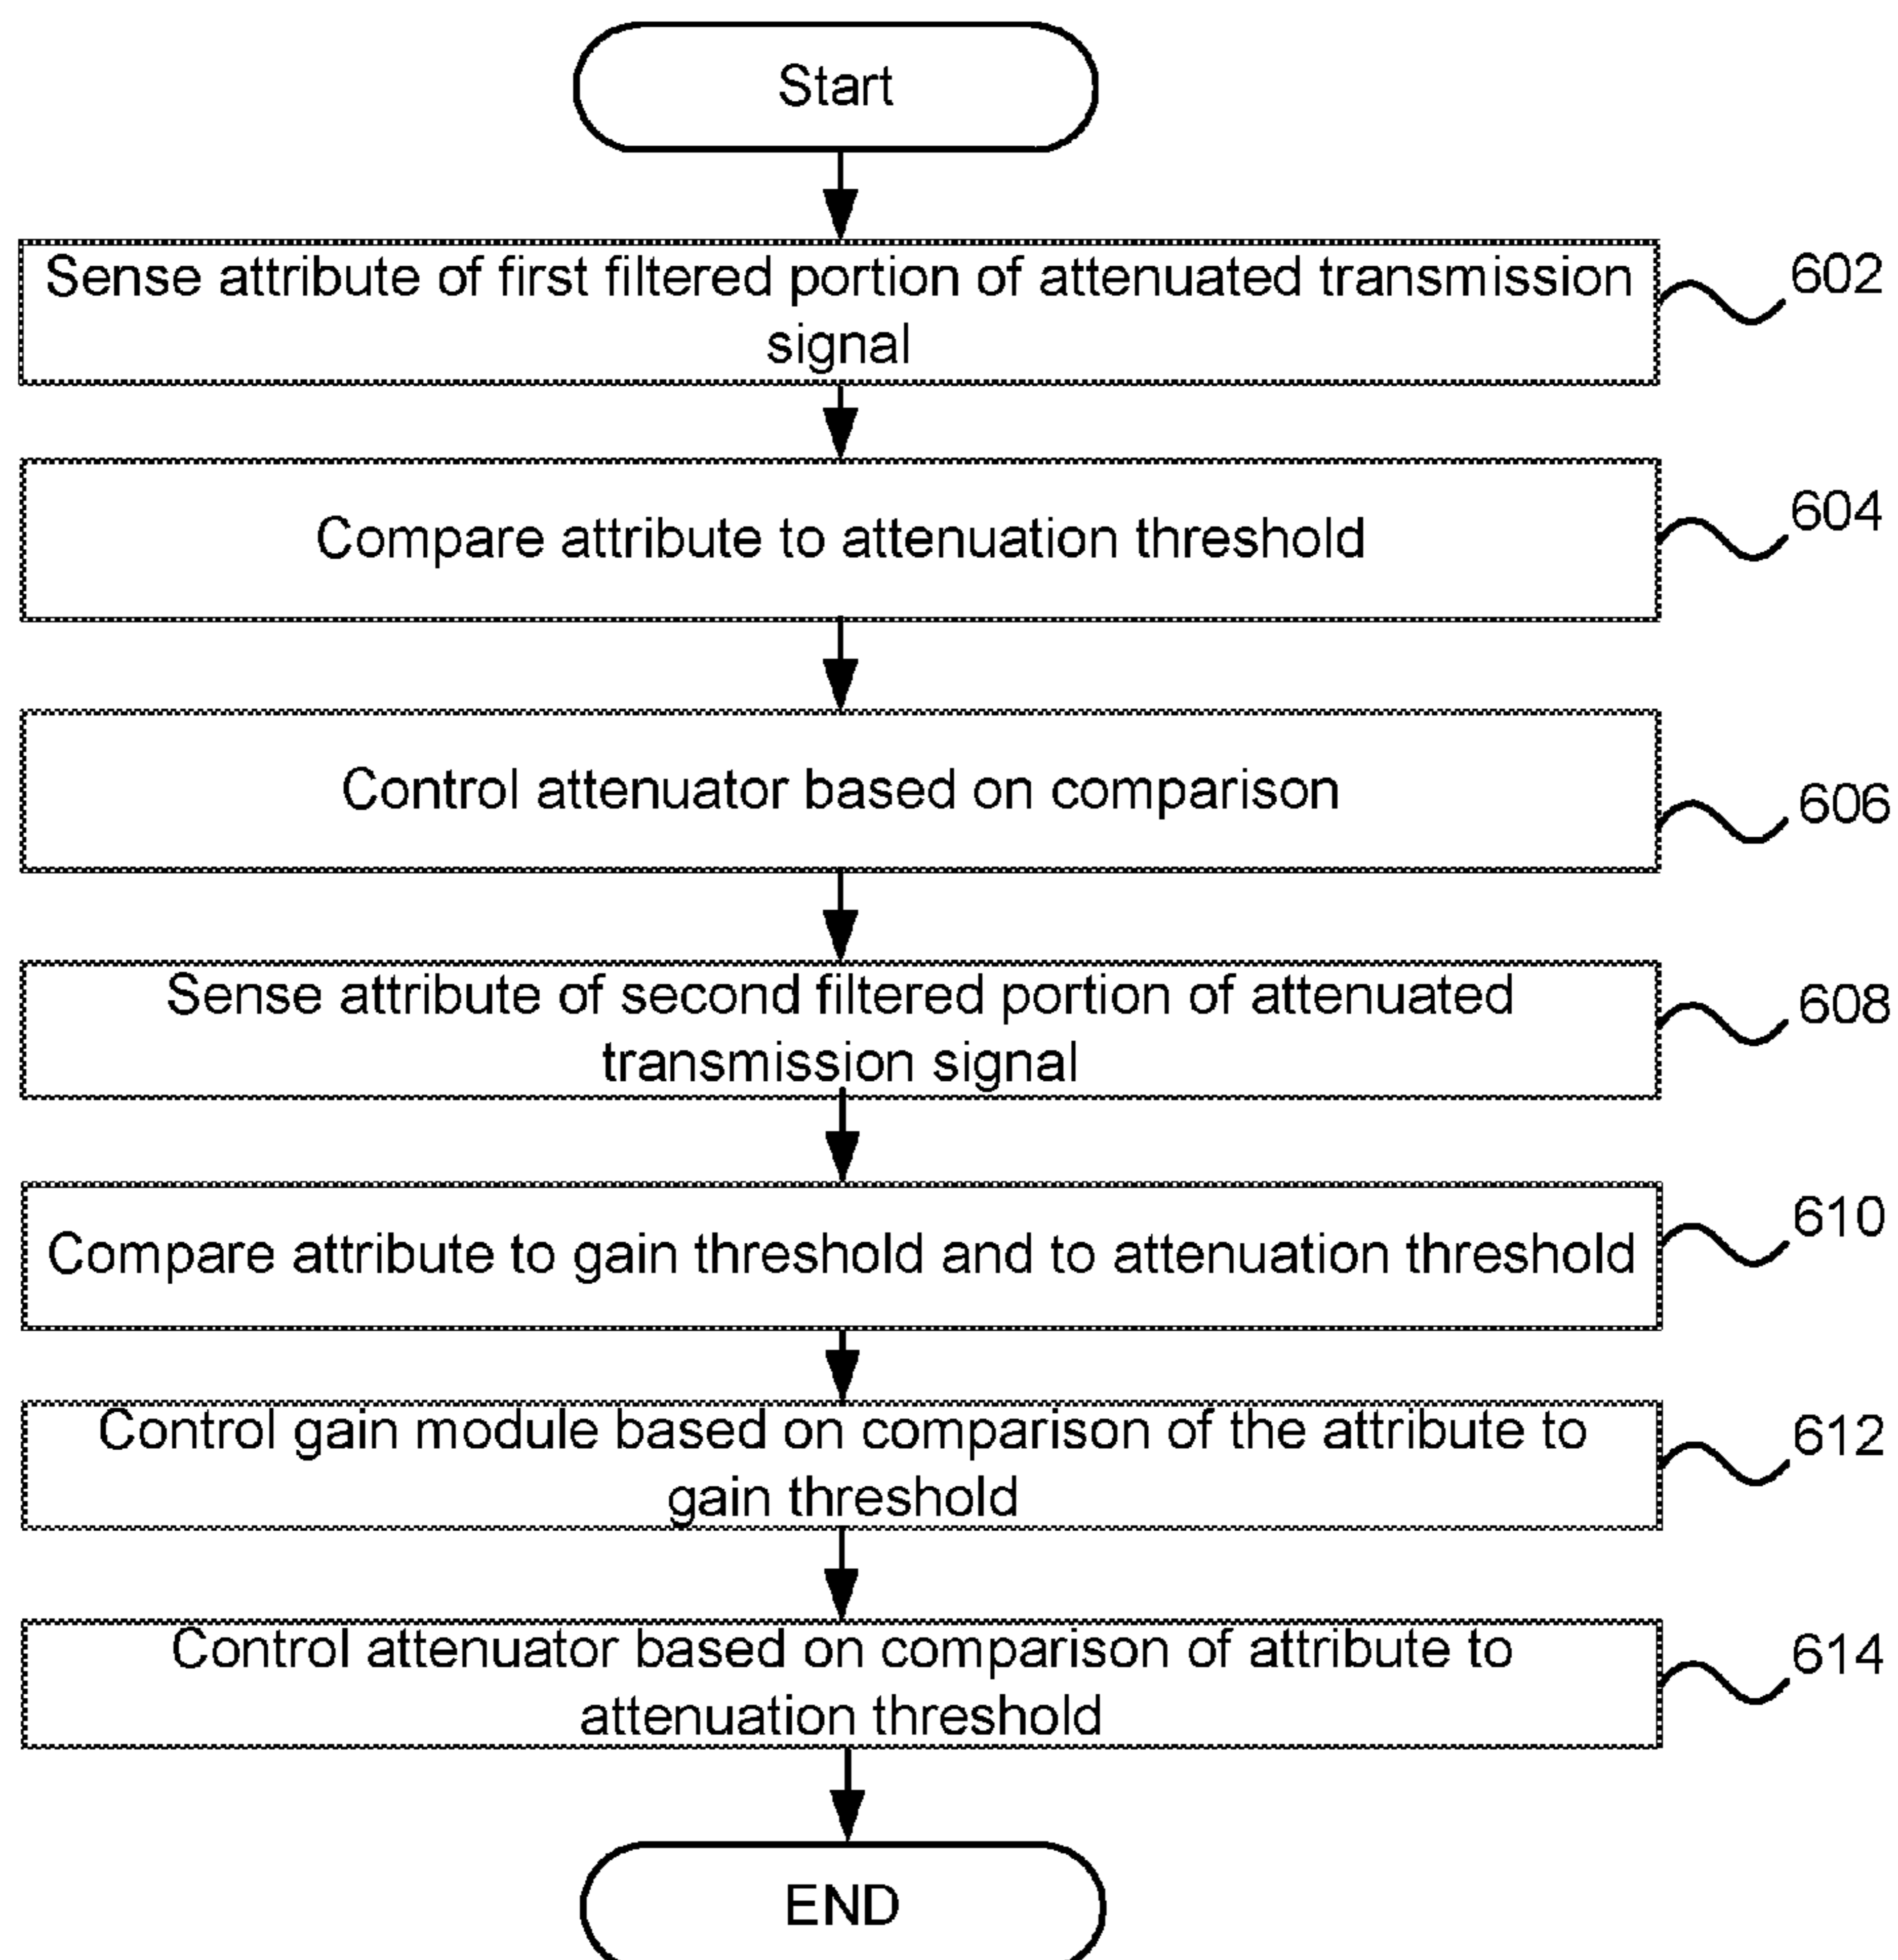 Start
Sense attribute of first filtered portion of attenuated transmission
signal
602
Compare attribute to attenuation threshold
604
Control attenuator based on comparison
606
Sense attribute of second filtered portion of attenuated
transmission signal
608
Compare attribute to gain threshold and to attenuation threshold
610
Control gain module based on comparison of the attribute to
gain threshold
612
Control attenuator based on comparison of attribute to
attenuation threshold
614
END